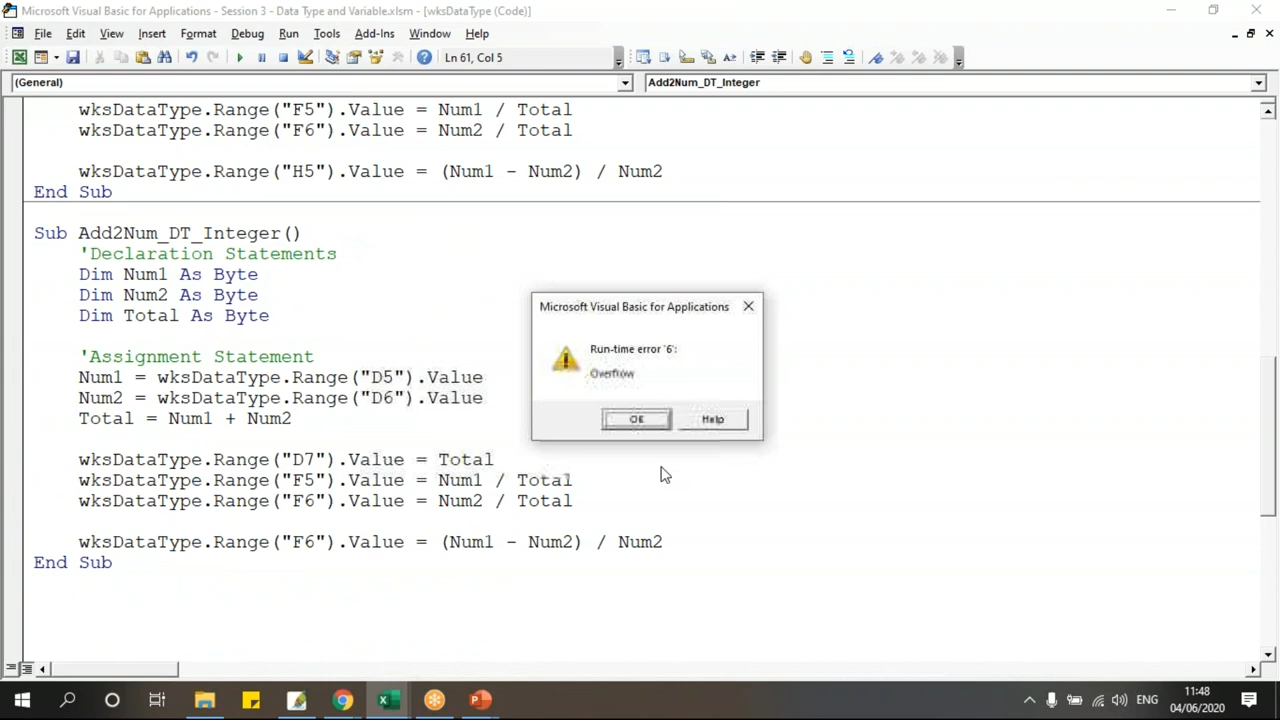 Microsoft Visual Basic for Applications - Session 3 - Data Type and Variable.xlsm - [wksDataType (Code)]
File Edit View Insert Format Debug Run Tools Add-Ins Window Help
Ln 61, Col 5
(General) Add2Num_DT_Integer
wksDataType.Range("F5").Value = Num1 / Total
wksDataType.Range("F6").Value = Num2 / Total
wksDataType.Range("H5").Value = (Num1 - Num2) / Num2
End Sub
Sub Add2Num_DT_Integer()
'Declaration Statements
Dim Num1 As Byte
Dim Num2 As Byte
Dim Total As Byte
'Assignment Statement
Num1 = wksDataType.Range("D5").Value
Num2 = wksDataType.Range("D6").Value
Total = Num1 + Num2
wksDataType.Range("D7").Value = Total
wksDataType.Range("F5").Value = Num1 / Total
wksDataType.Range("F6").Value = Num2 / Total
wksDataType.Range("F6").Value = (Num1 - Num2) / Num2
End Sub
Microsoft Visual Basic for Applications
Run-time error '6':
Overflow
OK Help
ENG
11:48
04/06/2020